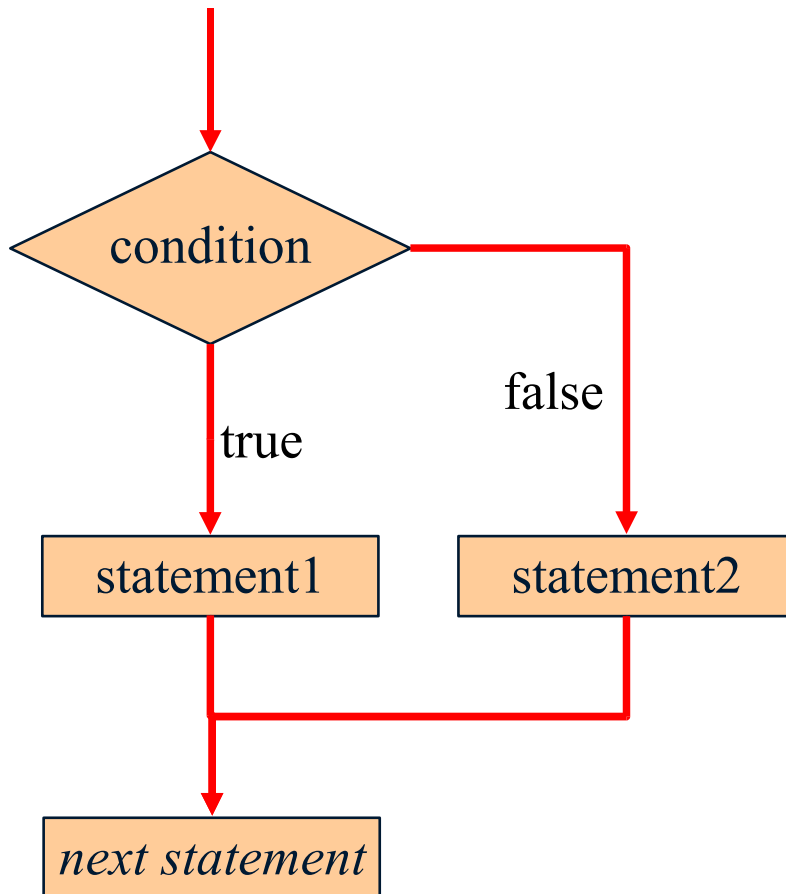 condition
false
true
statement1
statement2
next statement